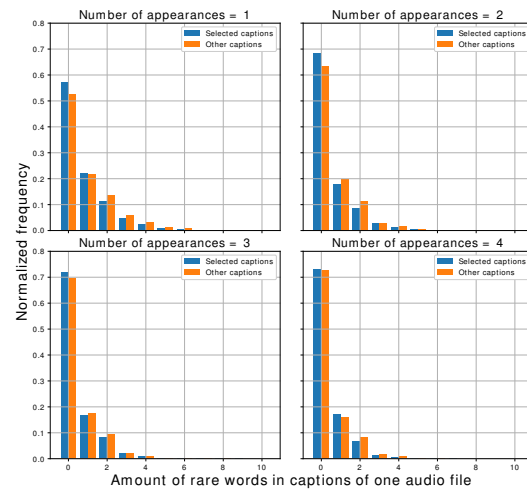 Number of appearances = 1
Number of appearances = 2
0.8
0.7
0.6
0.5
0.4
0.3
0.2
0.1
0.0
Selected captions
Other captions
Selected captions
Other captions
Number of appearances = 3
Number of appearances = 4
0.8
0.7
0.6
0.5
0.4
0.3
0.2
0.1
0.0
Selected captions
Other captions
Selected captions
Other captions
Normalized frequency
0 2 4 6 8 10
0 2 4 6 8 10
Amount of rare words in captions of one audio file